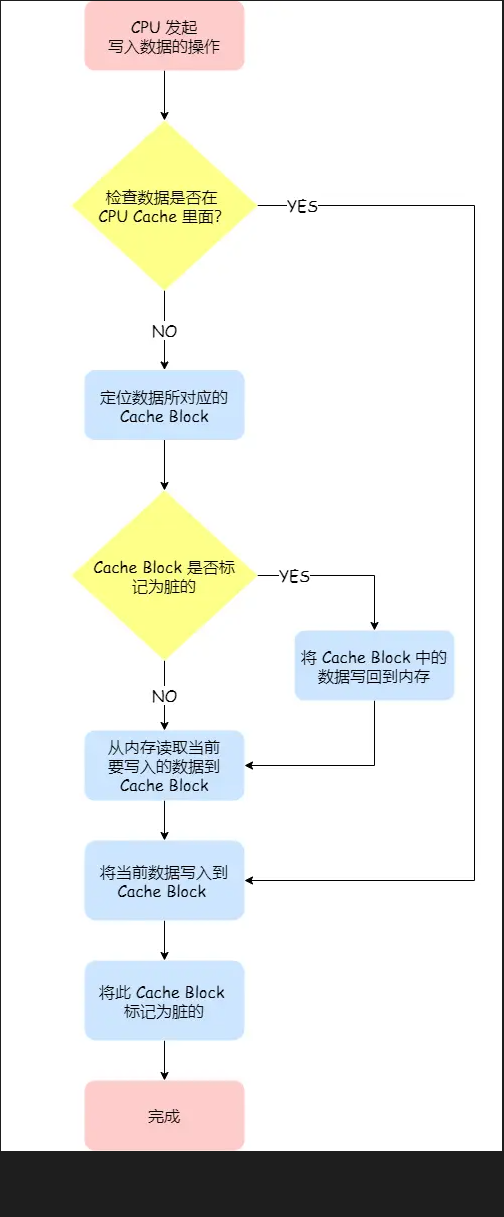 CPU 发起
写入数据的操作
检查数据是否在
CPU Cache 里面?
YES
NO
定位数据所对应的
Cache Block
Cache Block 是否标
记为脏的
YES
将 Cache Block 中的
数据写回到内存
NO
从内存读取当前
要写入的数据到
Cache Block
将当前数据写入到
Cache Block
将此 Cache Block
标记为脏的
完成